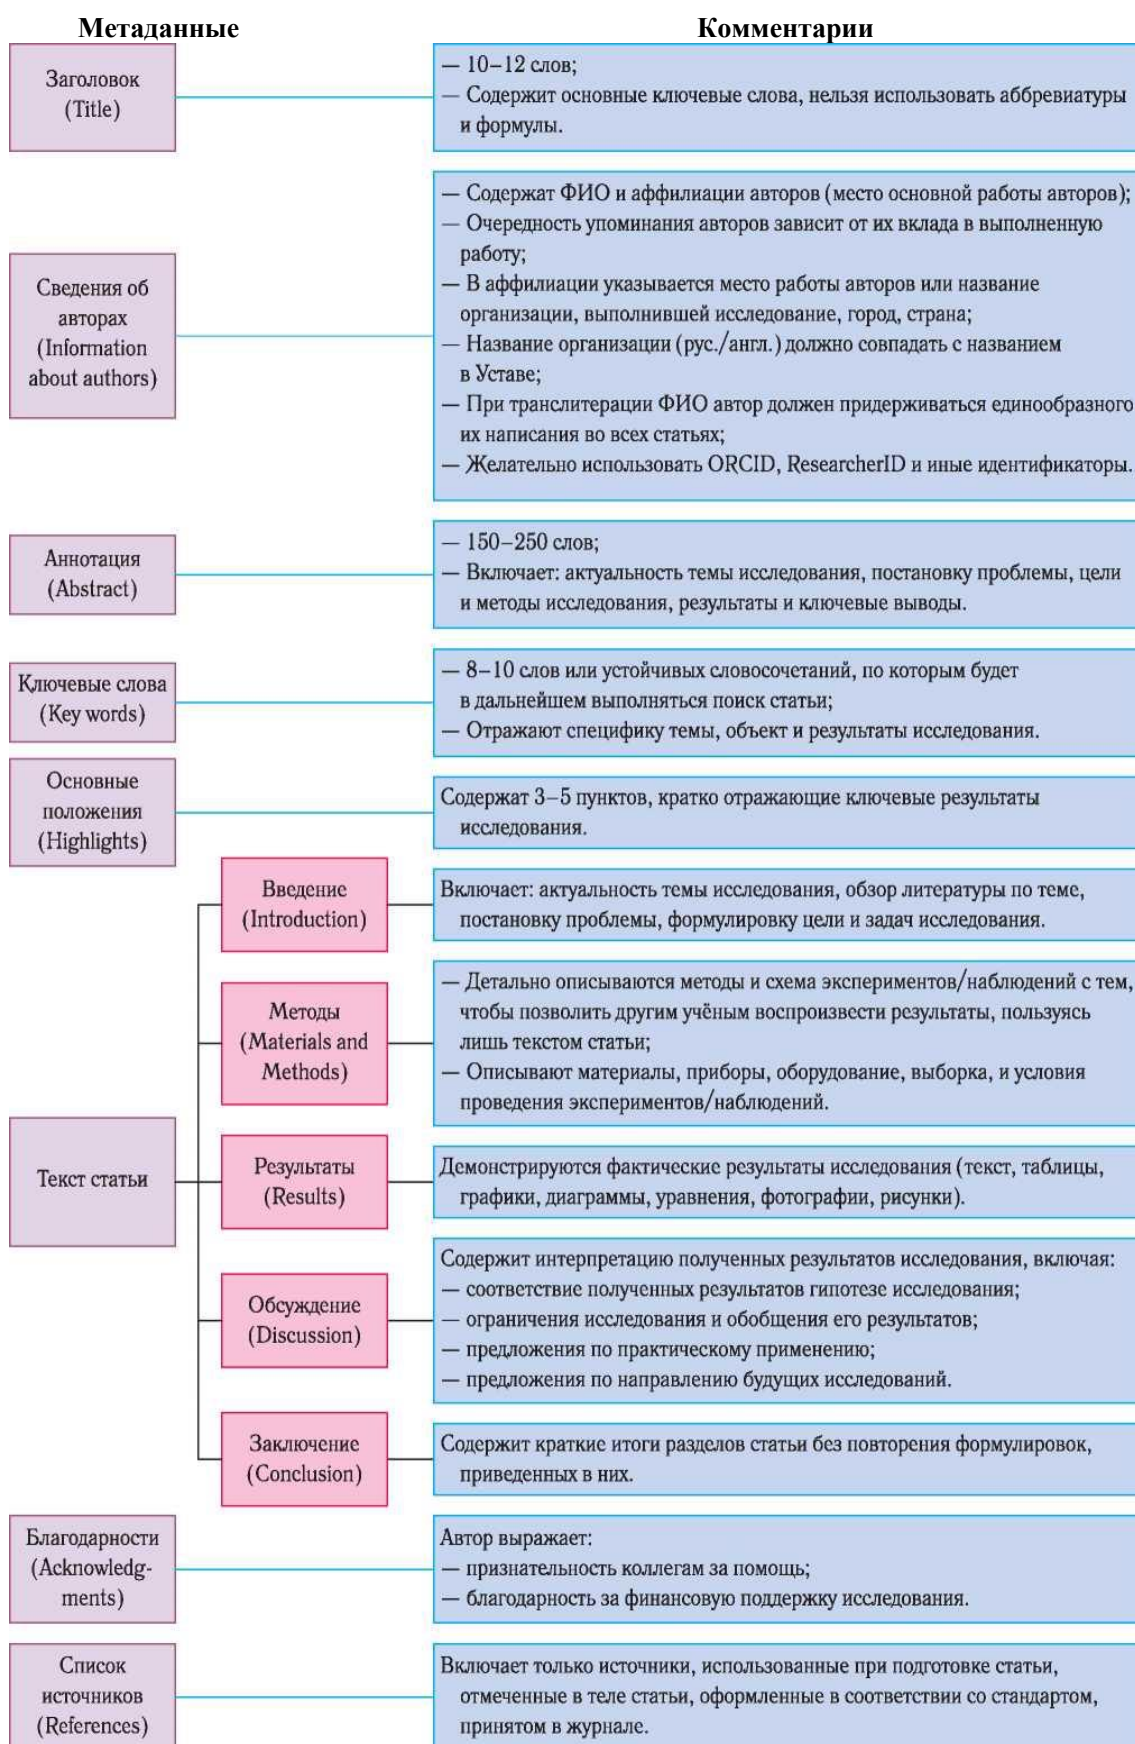 Метаданные
Комментарии
Заголовок
(Title)
— 10–12 слов;
— Содержит основные ключевые слова, нельзя использовать аббревиатуры
и формулы.
Сведения об
авторах
(Information
about authors)
— Содержат ФИО и аффилиации авторов (место основной работы авторов);
— Очередность упоминания авторов зависит от их вклада в выполненную
работу;
— В аффилиации указывается место работы авторов или название
организации, выполнившей исследование, город, страна;
— Название организации (рус./англ.) должно совпадать с названием
в Уставе;
— При транслитерации ФИО автор должен придерживаться единообразного
их написания во всех статьях;
— Желательно использовать ORCID, ResearcherID и иные идентификаторы.
Аннотация
(Abstract)
— 150–250 слов;
— Включает: актуальность темы исследования, постановку проблемы, цели
и методы исследования, результаты и ключевые выводы.
Ключевые слова
(Key words)
— 8–10 слов или устойчивых словосочетаний, по которым будет
в дальнейшем выполняться поиск статьи;
— Отражают специфику темы, объект и результаты исследования.
Основные
положения
(Highlights)
Содержат 3–5 пунктов, кратко отражающие ключевые результаты
исследования.
Текст статьи
Введение
(Introduction)
Включает: актуальность темы исследования, обзор литературы по теме,
постановку проблемы, формулировку цели и задач исследования.
Методы
(Materials and
Methods)
— Детально описываются методы и схема экспериментов/наблюдений с тем,
чтобы позволить другим учёным воспроизвести результаты, пользуясь
лишь текстом статьи;
— Описывают материалы, приборы, оборудование, выборка, и условия
проведения экспериментов/наблюдений.
Результаты
(Results)
Демонстрируются фактические результаты исследования (текст, таблицы,
графики, диаграммы, уравнения, фотографии, рисунки).
Обсуждение
(Discussion)
Содержит интерпретацию полученных результатов исследования, включая:
— соответствие полученных результатов гипотезе исследования;
— ограничения исследования и обобщения его результатов;
— предложения по практическому применению;
— предложения по направлению будущих исследований.
Заключение
(Conclusion)
Содержит краткие итоги разделов статьи без повторения формулировок,
приведенных в них.
Благодарности
(Acknowledg-
ments)
Автор выражает:
— признательность коллегам за помощь;
— благодарность за финансовую поддержку исследования.
Список
источников
(References)
Включает только источники, использованные при подготовке статьи,
отмеченные в теле статьи, оформленные в соответствии со стандартом,
принятом в журнале.